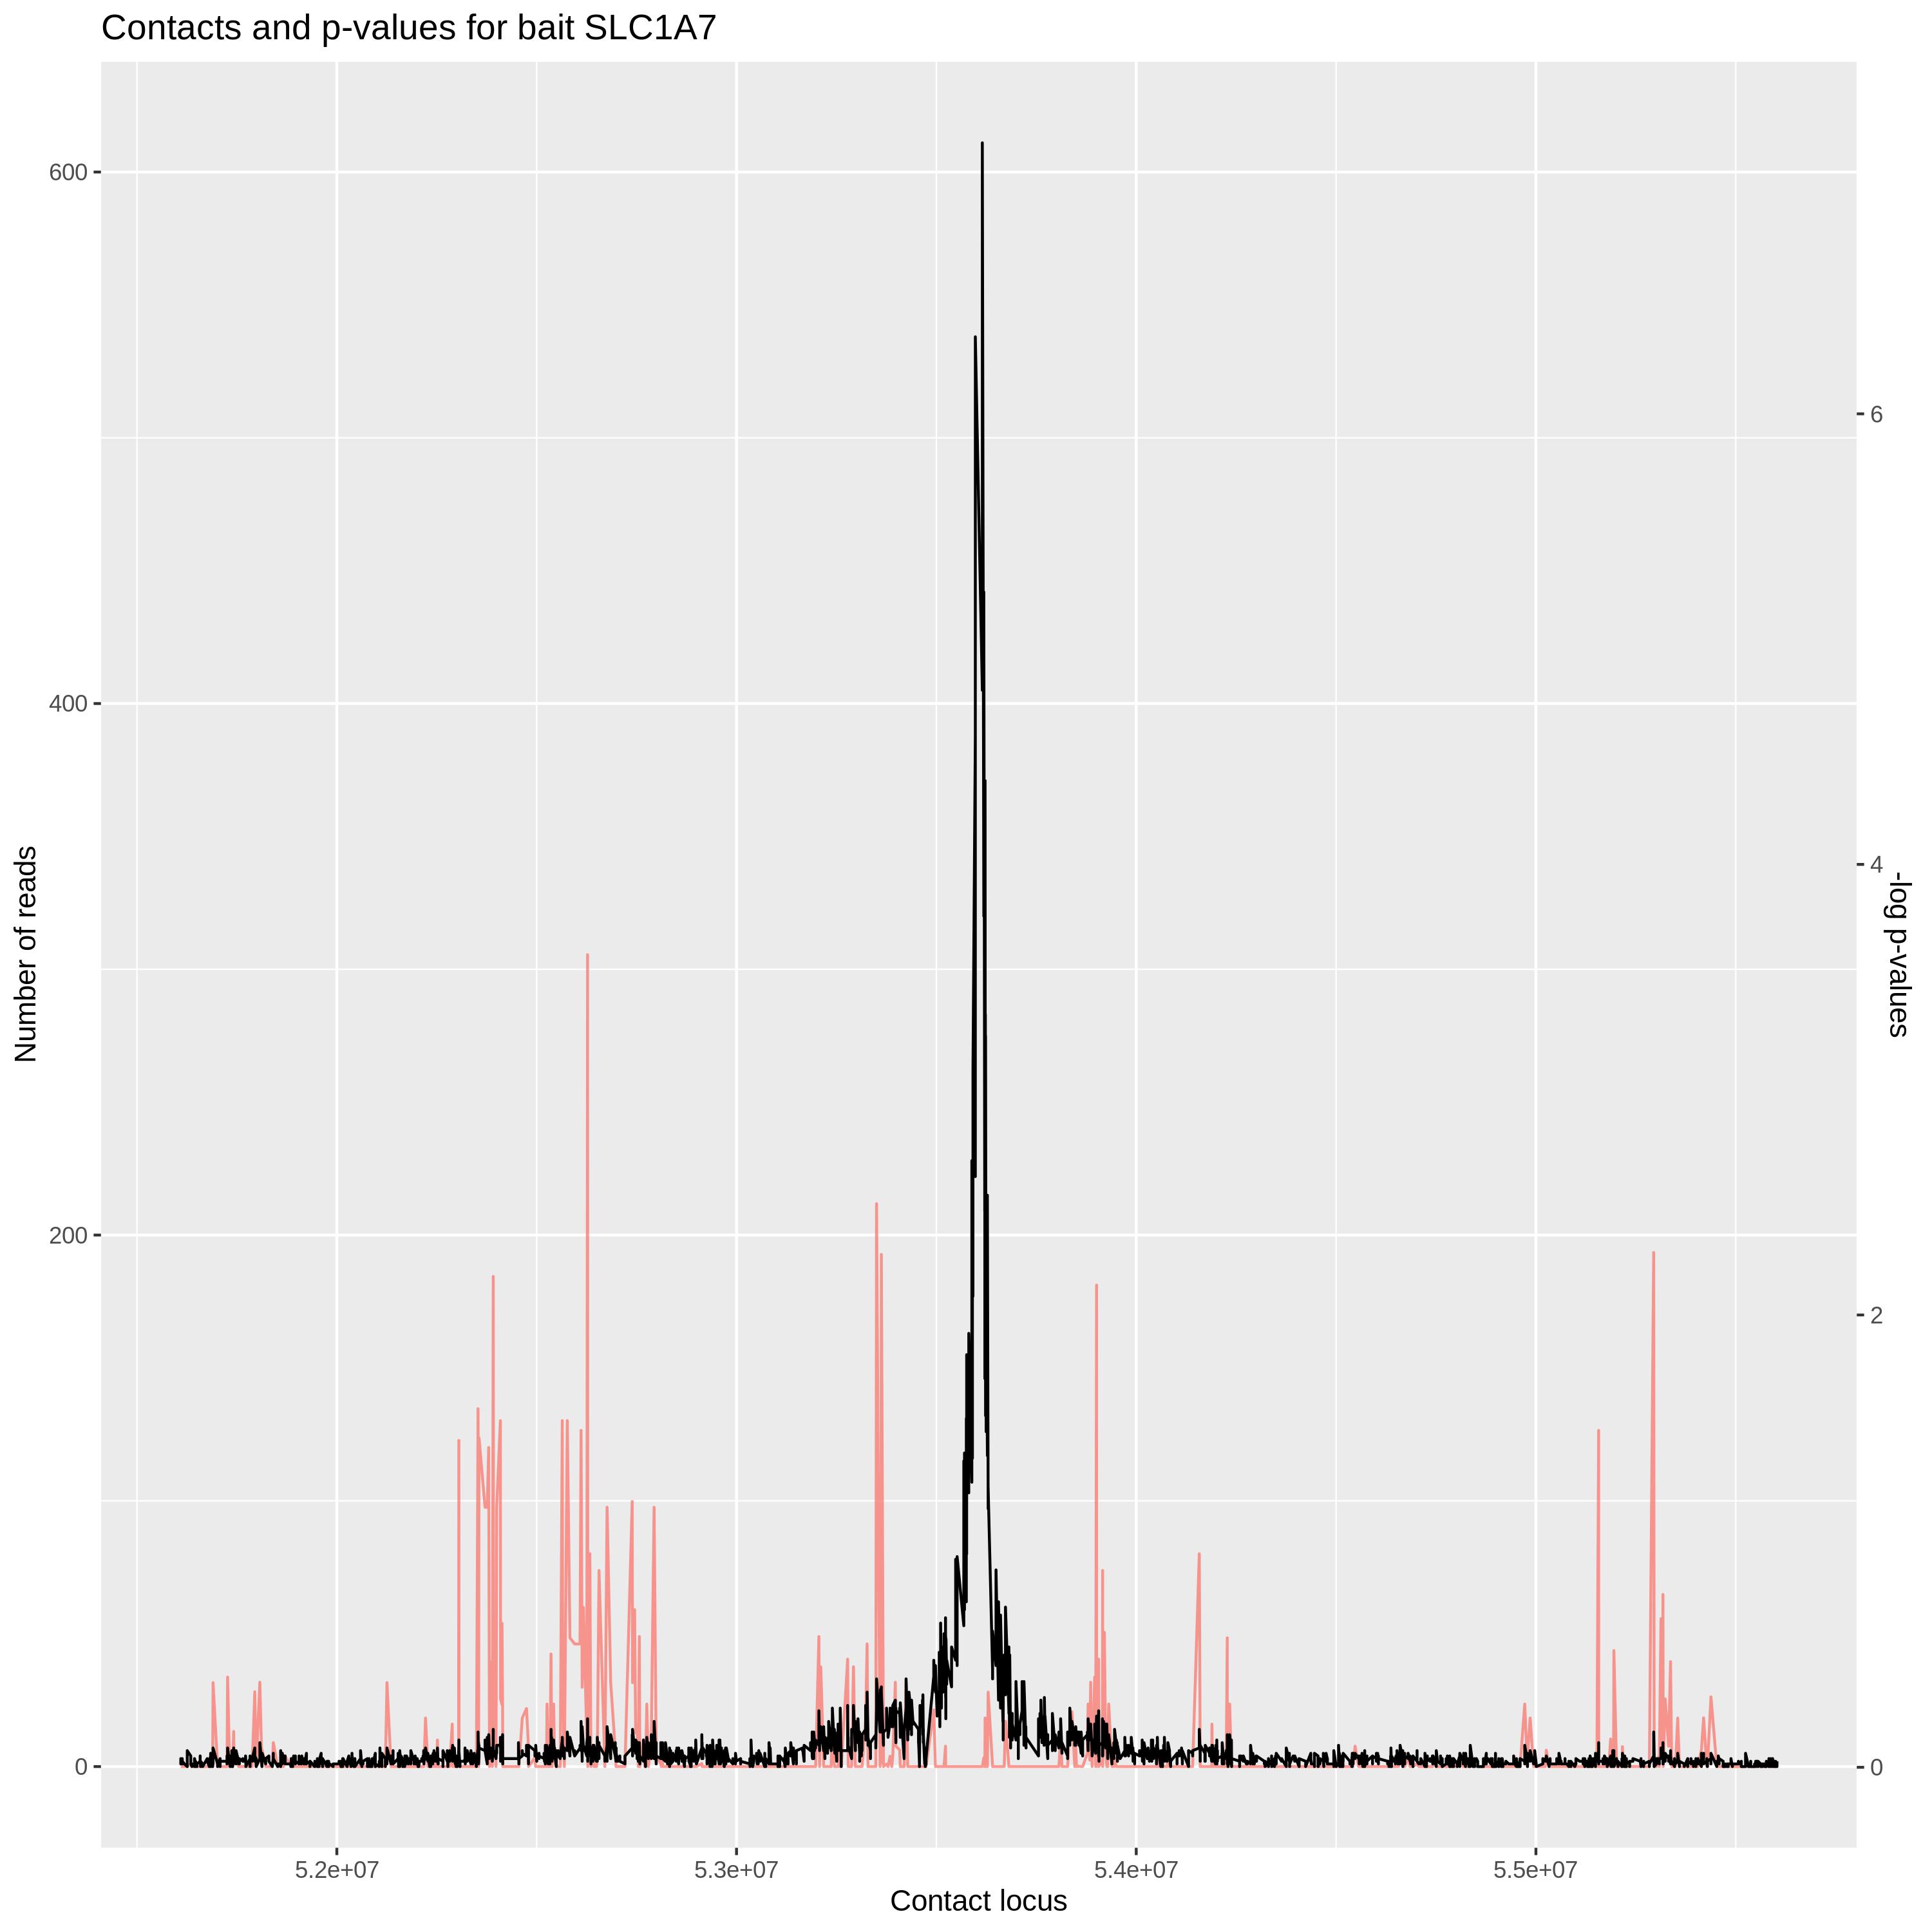 Contacts and p-values for bait SLC1A7
600
400
200
0
Number of reads
6
4
2
0
-log p-values
5.2e+07
5.3e+07
5.4e+07
5.5e+07
Contact locus